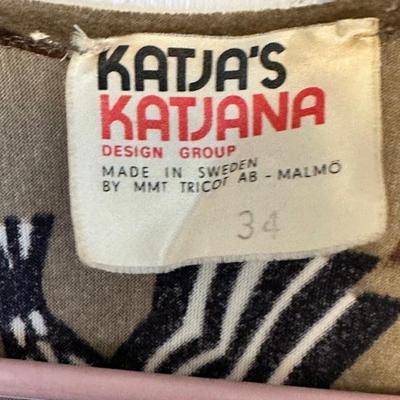 KATJA'S
KATJANA
DESIGN GROUP
MADE IN SWEDEN
BY MMT TRICOT AB - MALMÖ
34